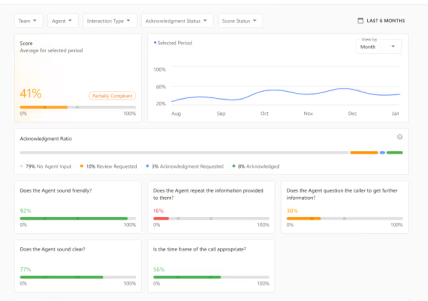 Team
Agent
Interaction Type
Acknowledgment Status
Score Status
LAST 6 MONTHS
Score
Average for selected period
41%
Partially Compliant
0%
100%
Selected Period
View by
Month
100%
60%
20%
Aug
Sep
Oct
Nov
Dec
Jan
Acknowledgment Ratio
79% No Agent Input
10% Review Requested
3% Acknowledgment Requested
8% Acknowledged
Does the Agent sound friendly?
92%
0%
100%
Does the Agent repeat the information provided
to them?
16%
0%
100%
Does the Agent question the caller to get further
information?
0%
100%
Does the Agent sound clear?
77%
0%
100%
Is the time frame of the call appropriate?
56%
0%
100%